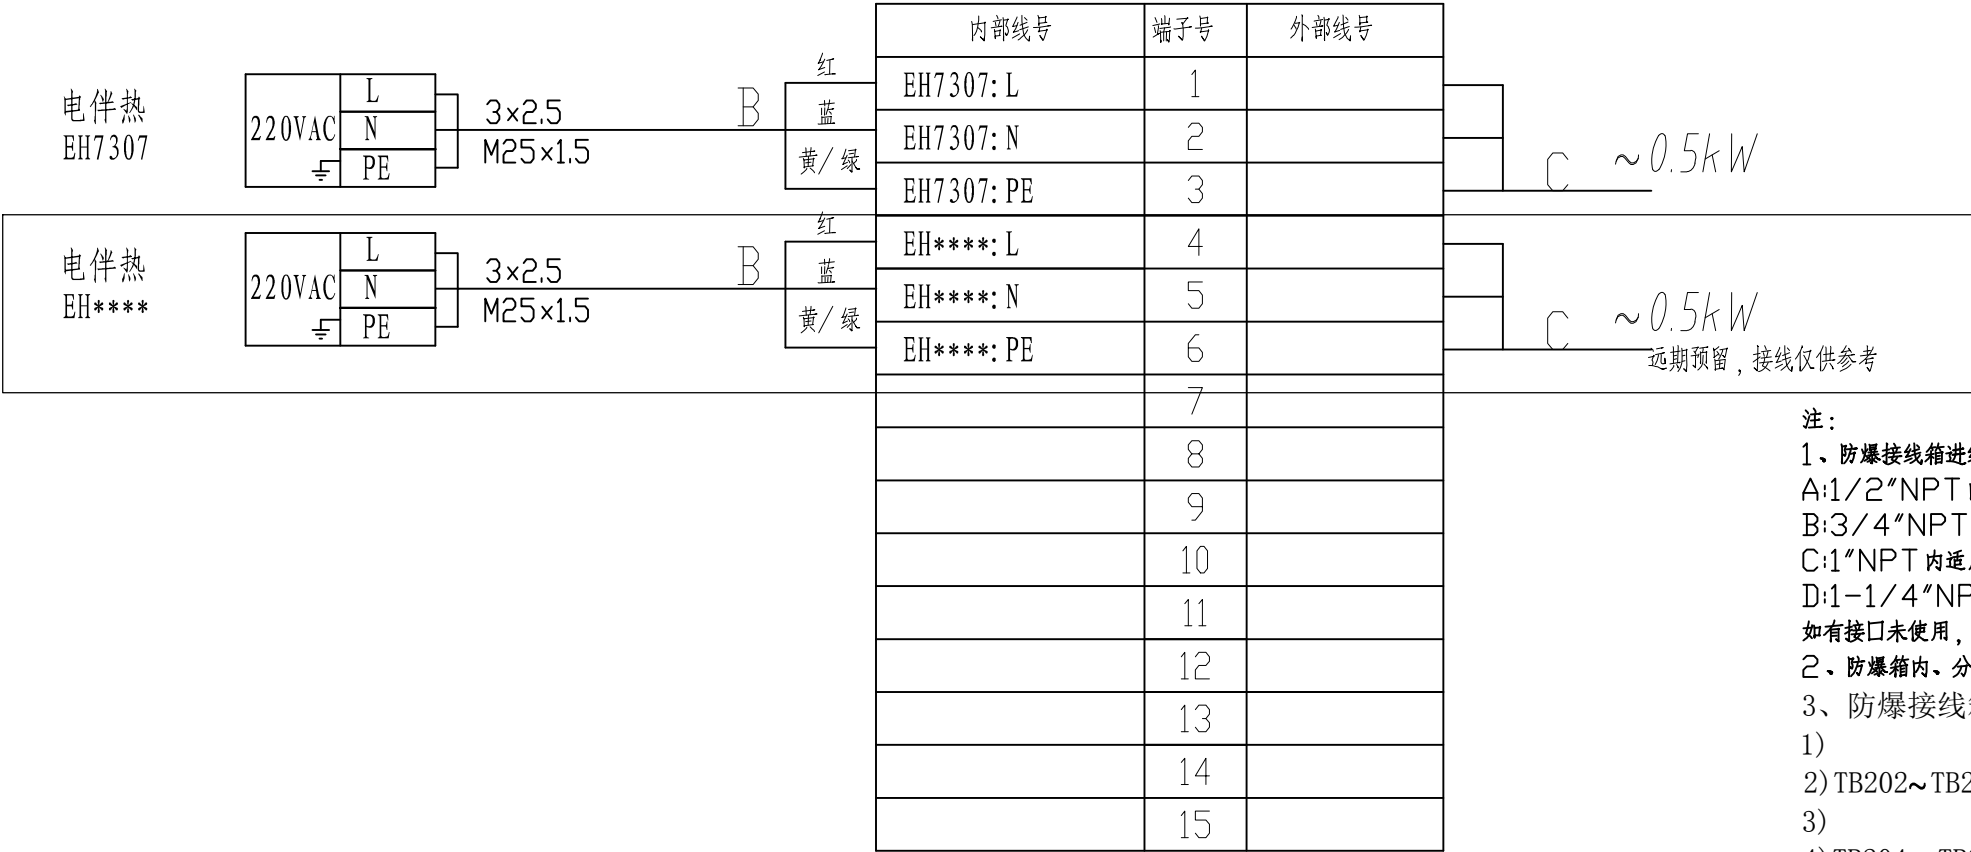 内部线号 端子号 外部线号
电伴热
EH7307
220VAC
L
N
PE
3×2.5
M25×1.5
B
红
蓝
黄/绿
EH7307:L 1
EH7307:N 2
EH7307:PE 3
C ~0.5kW
电伴热
EH****
220VAC
L
N
PE
3×2.5
M25×1.5
B
红
蓝
黄/绿
EH****:L 4
EH****:N 5
EH****:PE 6
C ~0.5kW
远期预留，接线仅供参考
7
8
9
10
11
12
13
14
15
注：
1、防爆接线箱进
A:1/2"NPT
B:3/4"NPT
C:1"NPT内适
D:1-1/4"NP
如有接口未使用，
2、防爆箱内、分
3、防爆接线
1)
2)TB202~TB2
3)